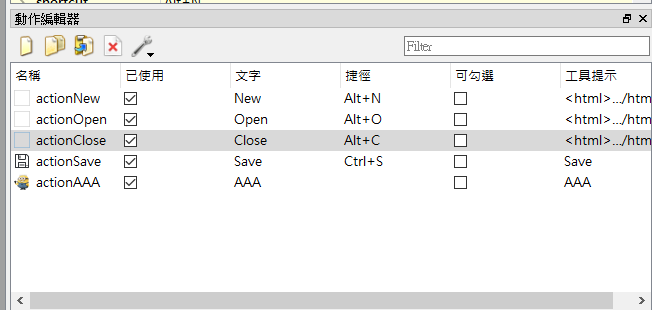 shortcut Alt+N
動作編輯器
Filter
名稱 已使用 文字 捷徑 可勾選 工具提示
actionNew New Alt+N <html>.../htm
actionOpen Open Alt+O <html>.../htm
actionClose Close Alt+C <html>.../htm
actionSave Save Ctrl+S Save
actionAAA AAA AAA